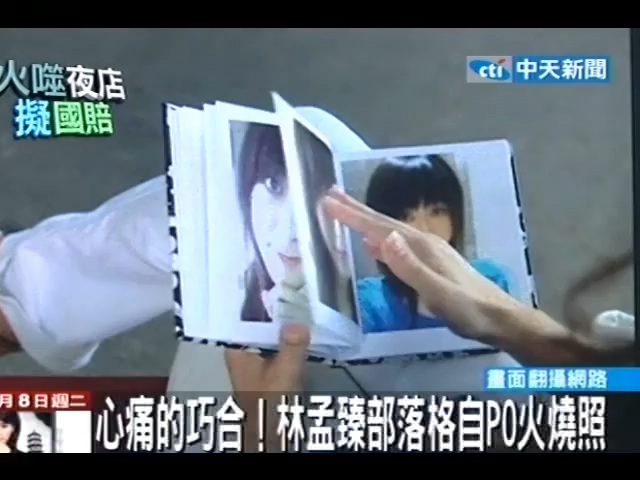 火噬夜店
擬國賠
cti 中天新聞
畫面翻攝網路
月8日週二
心痛的巧合！林孟臻部落格自PO火燒照